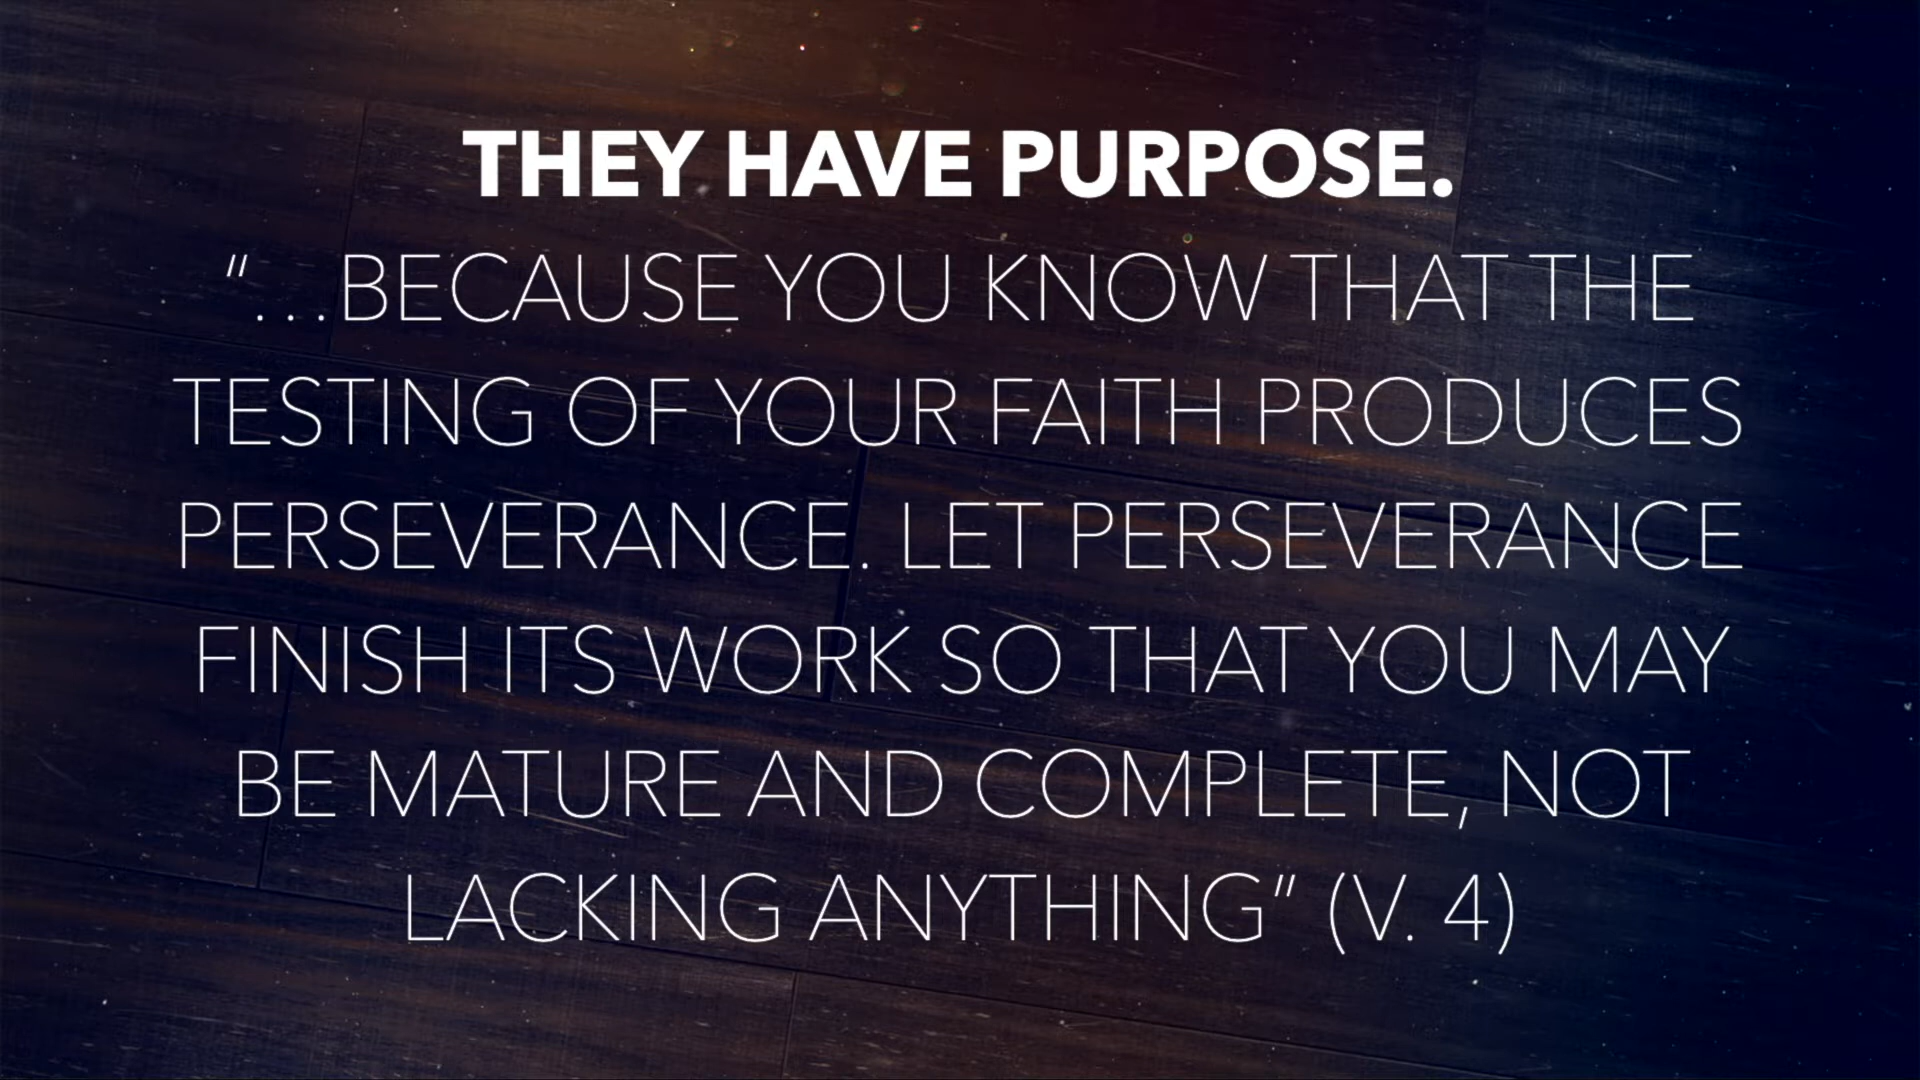 THEY HAVE PURPOSE.
“…BECAUSE YOU KNOW THAT THE
TESTING OF YOUR FAITH PRODUCES
PERSEVERANCE. LET PERSEVERANCE
FINISH ITS WORK SO THAT YOU MAY
BE MATURE AND COMPLETE, NOT
LACKING ANYTHING” (V. 4)